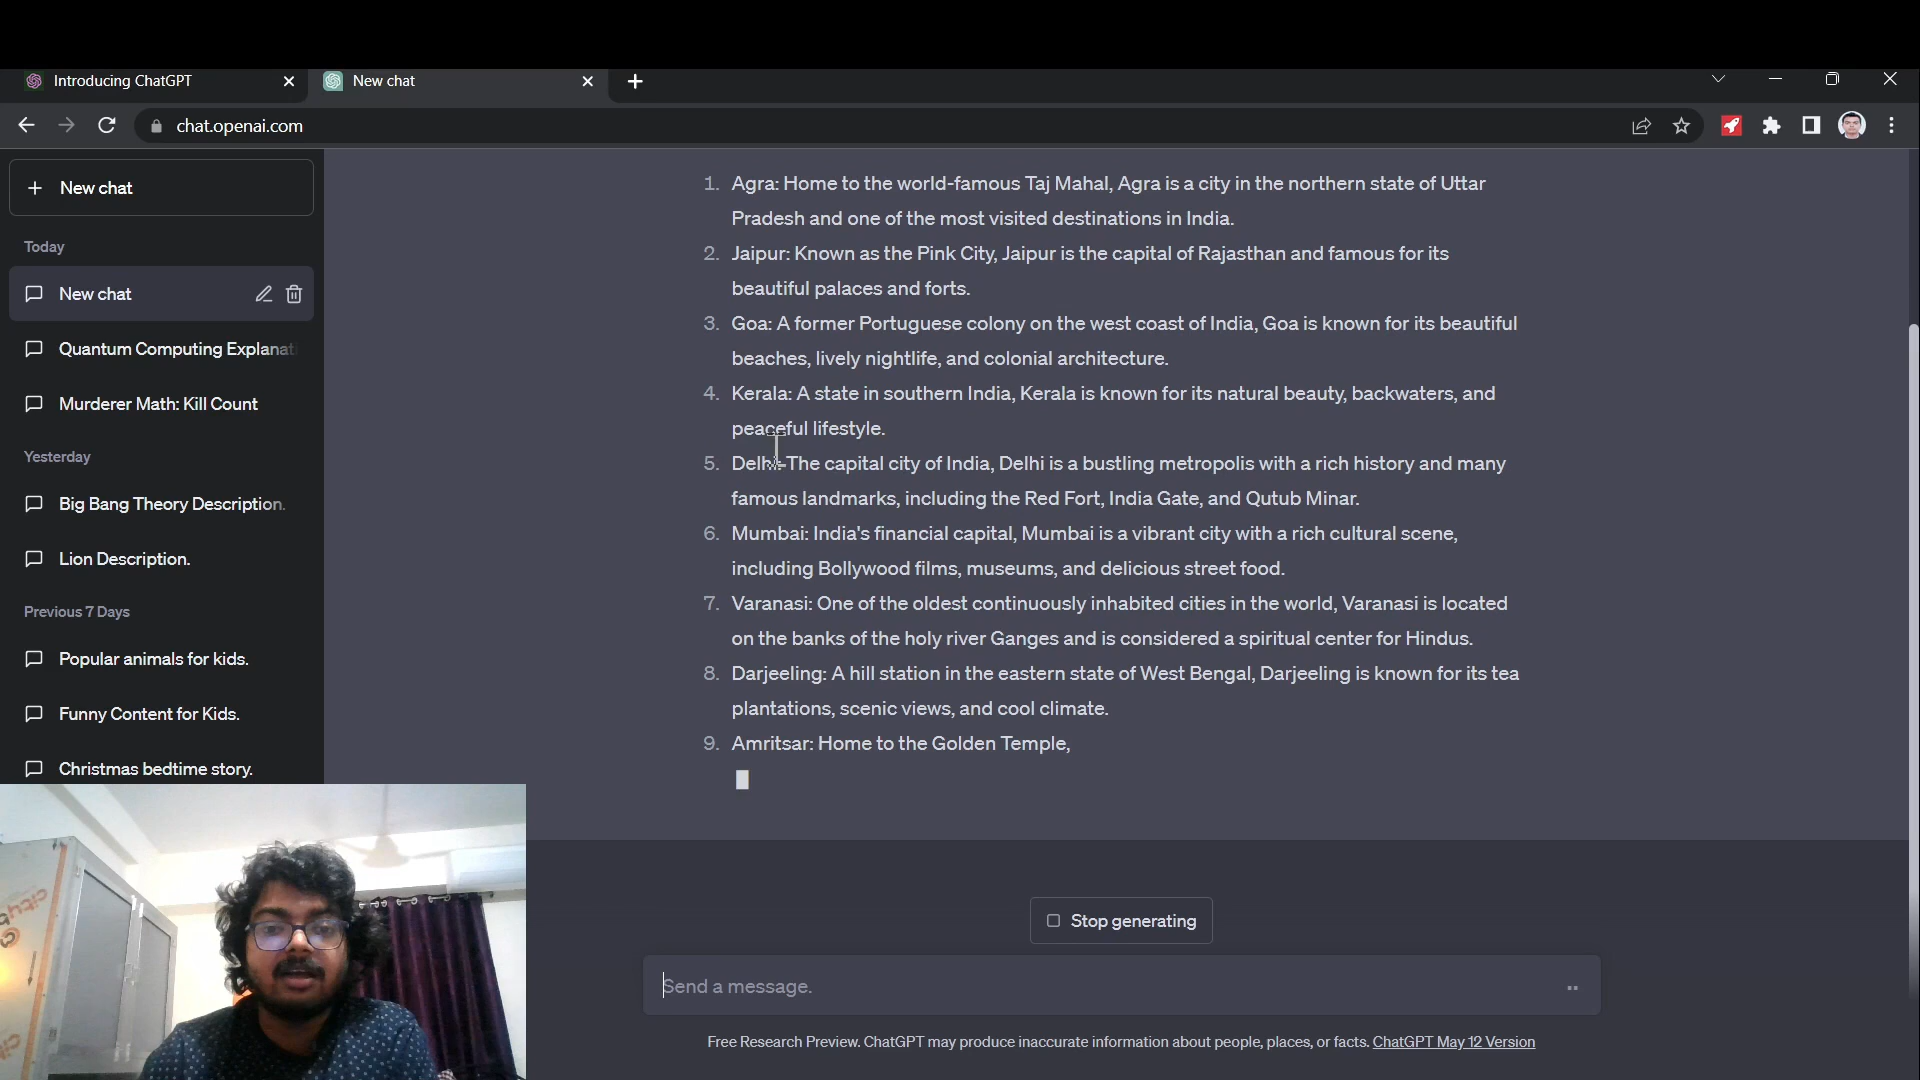 Introducing ChatGPT
New chat
chat.openai.com
New chat
Today
New chat
Quantum Computing Explanati
Murderer Math: Kill Count
Yesterday
Big Bang Theory Description.
Lion Description.
Previous 7 Days
Popular animals for kids.
Funny Content for Kids.
Christmas bedtime story.
1. Agra: Home to the world-famous Taj Mahal, Agra is a city in the northern state of Uttar
Pradesh and one of the most visited destinations in India.
2. Jaipur: Known as the Pink City, Jaipur is the capital of Rajasthan and famous for its
beautiful palaces and forts.
3. Goa: A former Portuguese colony on the west coast of India, Goa is known for its beautiful
beaches, lively nightlife, and colonial architecture.
4. Kerala: A state in southern India, Kerala is known for its natural beauty, backwaters, and
peaceful lifestyle.
5. Delhi: The capital city of India, Delhi is a bustling metropolis with a rich history and many
famous landmarks, including the Red Fort, India Gate, and Qutub Minar.
6. Mumbai: India's financial capital, Mumbai is a vibrant city with a rich cultural scene,
including Bollywood films, museums, and delicious street food.
7. Varanasi: One of the oldest continuously inhabited cities in the world, Varanasi is located
on the banks of the holy river Ganges and is considered a spiritual center for Hindus.
8. Darjeeling: A hill station in the eastern state of West Bengal, Darjeeling is known for its tea
plantations, scenic views, and cool climate.
9. Amritsar: Home to the Golden Temple,
Stop generating
Send a message.
Free Research Preview. ChatGPT may produce inaccurate information about people, places, or facts. ChatGPT May 12 Version